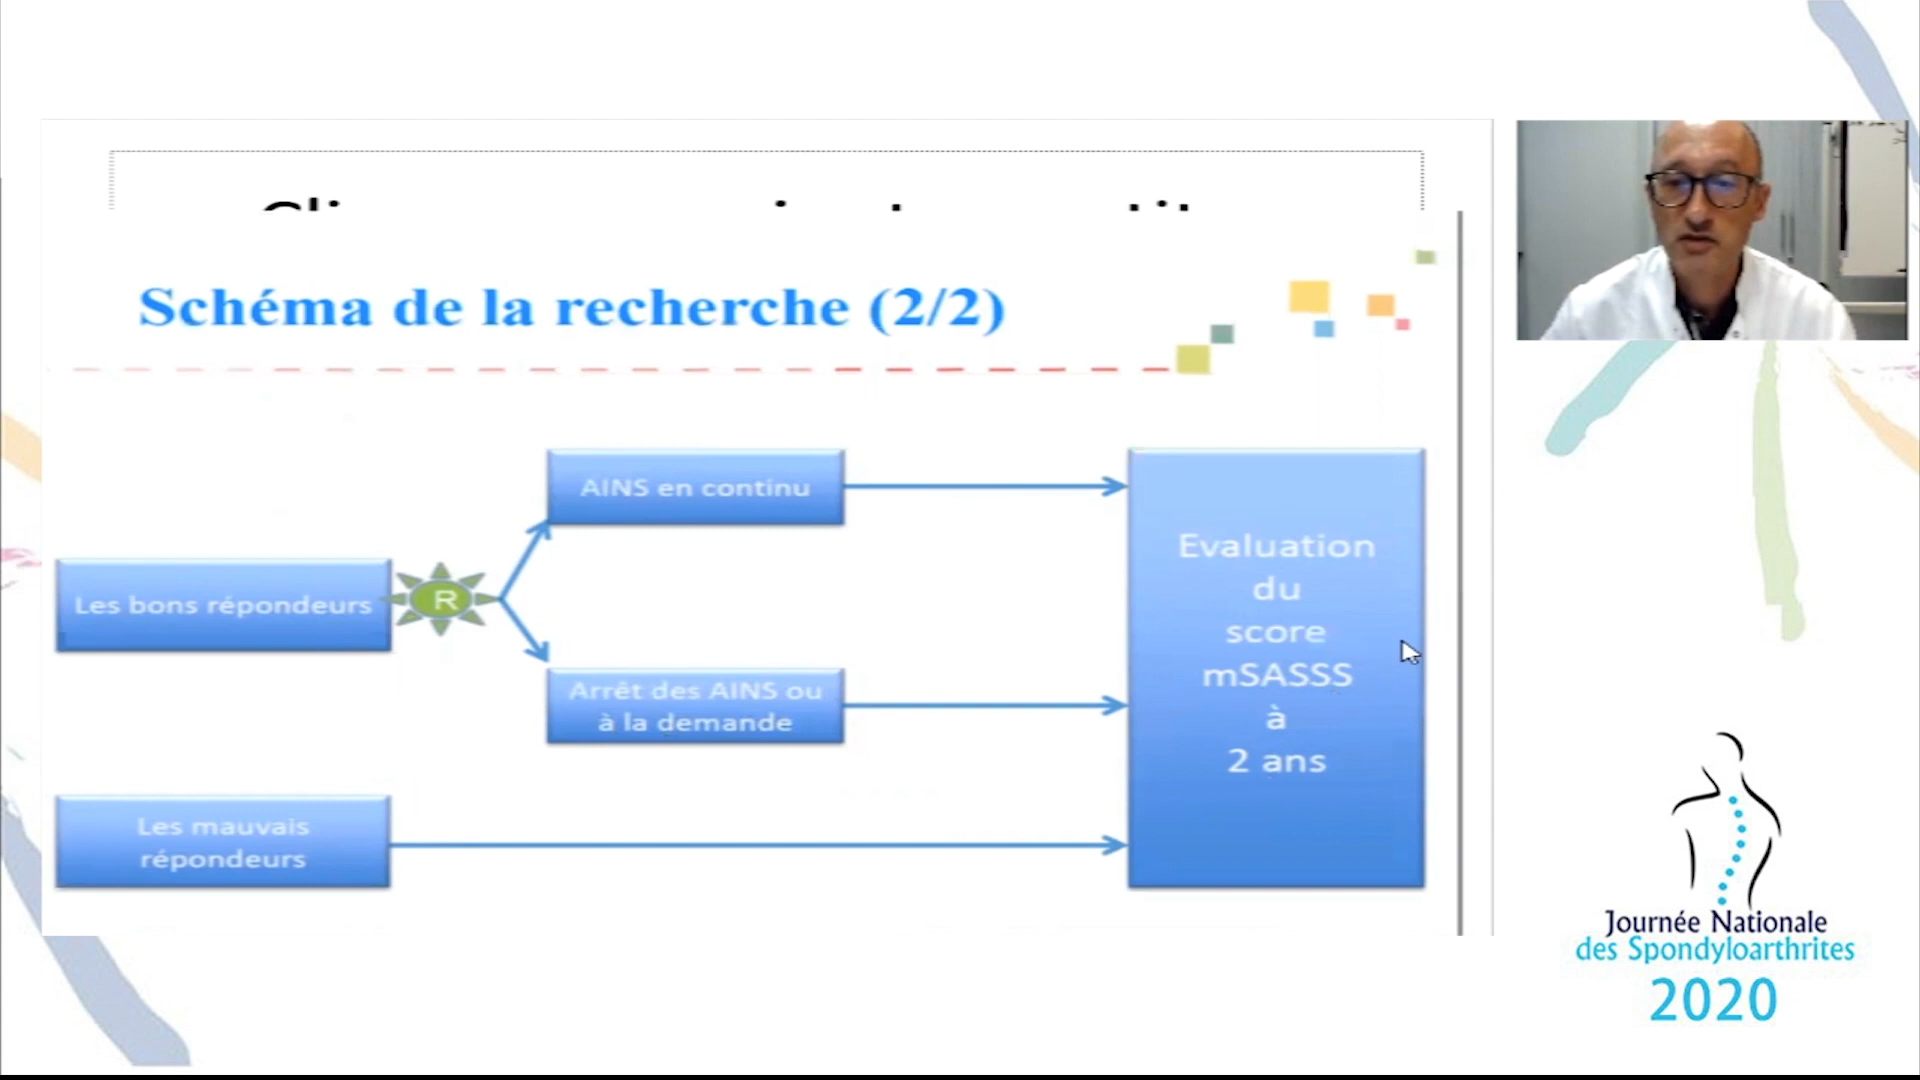 Schéma de la recherche (2/2)
AINS en continu
Les bons répondeurs
R
Arrêt des AINS ou
à la demande
Les mauvais
répondeurs
Evaluation
du
score
mSASSS
à
2 ans
Journée Nationale
des Spondyloarthrites
2020